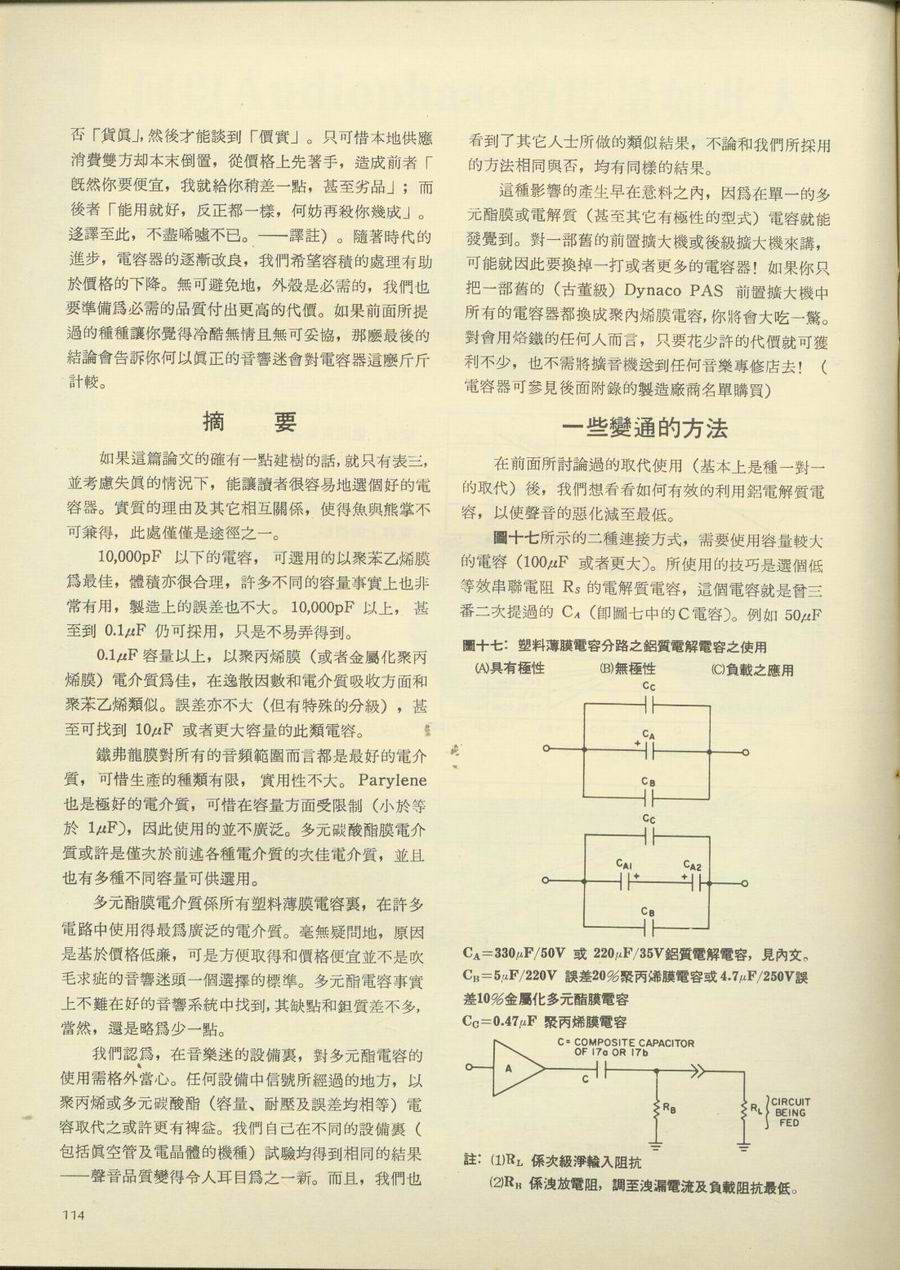 否「貨眞」,然後才能談到「價實」。只可惜本地供應
消費雙方却本末倒置，從價格上先著手，造成前者「
旣然你要便宜，我就給你稍差一點，甚至劣品」；而
後者「能用就好，反正都一樣，何妨再殺你幾成」。
迻譯至此，不盡唏噓不已。——譯註）。隨著時代的
進步，電容器的逐漸改良，我們希望容積的處理有助
於價格的下降。無可避免地，外殼是必需的，我們也
要準備爲必需的品質付出更高的代價。如果前面所提
過的種種讓你覺得冷酷無情且無可妥協，那麼最後的
結論會告訴你何以眞正的音響迷會對電容器這麼斤斤
計較。
摘　要
如果這篇論文的確有一點建樹的話,就只有表三,
並考慮失眞的情況下，能讓讀者很容易地選個好的電
容器。實質的理由及其它相互關係，使得魚與熊掌不
可兼得，此處僅僅是途徑之一。
10,000pF 以下的電容，可選用的以聚苯乙烯膜
爲最佳，體積亦很合理，許多不同的容量事實上也非
常有用，製造上的誤差也不大。10,000pF 以上，甚
至到 0.1μF 仍可採用，只是不易弄得到。
0.1μF 容量以上，以聚丙烯膜（或者金屬化聚丙
烯膜）電介質爲佳，在逸散因數和電介質吸收方面和
聚苯乙烯類似。誤差亦不大（但有特殊的分級），甚
至可找到 10μF 或者更大容量的此類電容。
鐵弗龍膜對所有的音頻範圍而言都是最好的電介
質，可惜生產的種類有限，實用性不大。Parylene
也是極好的電介質，可惜在容量方面受限制（小於等
於 1μF），因此使用的並不廣泛。多元碳酸酯膜電介
質或許是僅次於前述各種電介質的次佳電介質，並且
也有多種不同容量可供選用。
多元酯膜電介質係所有塑料薄膜電容裏，在許多
電路中使用得最爲廣泛的電介質。毫無疑問地，原因
是基於價格低廉，可是方便取得和價格便宜並不是吹
毛求疵的音響迷頭一個選擇的標準。多元酯電容事實
上不難在好的音響系統中找到,其缺點和鉭質差不多,
當然，還是略爲少一點。
我們認爲，在音樂迷的設備裏，對多元酯電容的
使用需格外當心。任何設備中信號所經過的地方，以
聚丙烯或多元碳酸酯（容量、耐壓及誤差均相等）電
容取代之或許更有裨益。我們自己在不同的設備裏（
包括眞空管及電晶體的機種）試驗均得到相同的結果
——聲音品質變得令人耳目爲之一新。而且，我們也
114
看到了其它人士所做的類似結果，不論和我們所採用
的方法相同與否，均有同樣的結果。
這種影響的產生早在意料之內，因爲在單一的多
元酯膜或電解質（甚至其它有極性的型式）電容就能
發覺到。對一部舊的前置擴大機或後級擴大機來講，
可能就因此要換掉一打或者更多的電容器！如果你只
把一部舊的（古董級）Dynaco PAS 前置擴大機中
所有的電容器都換成聚內烯膜電容,你將會大吃一驚。
對會用烙鐵的任何人而言，只要花少許的代價就可獲
利不少，也不需將擴音機送到任何音樂專修店去！（
電容器可參見後面附錄的製造廠商名單購買）
一些變通的方法
在前面所討論過的取代使用（基本上是種一對一
的取代）後，我們想看看如何有效的利用鋁電解質電
容，以使聲音的惡化減至最低。
圖十七所示的二種連接方式，需要使用容量較大
的電容（100μF 或者更大）。所使用的技巧是選個低
等效串聯電阻 Rs 的電解質電容，這個電容就是曾三
番二次提過的 CA（卽圖七中的C電容）。例如 50μF
圖十七：塑料薄膜電容分路之鋁質電解電容之使用
(A)具有極性　(B)無極性　(C)負載之應用
CC
CA
+
CB
CC
CA1 CA2
+ +
CB
CA=330μF/50V 或 220μF/35V鋁質電解電容，見內文。
CB=5μF/220V 誤差20%聚丙浠膜電容或 4.7μF/250V誤
差10%金屬化多元酯膜電容
CC=0.47μF 聚丙烯膜電容
C= COMPOSITE CAPACITOR
OF 17a OR 17b
A
C
RB
RL
CIRCUIT
BEING
FED
註：(1)RL 係次級淨輸入阻抗
(2)RB 係洩放電阻，調至洩漏電流及負載阻抗最低。